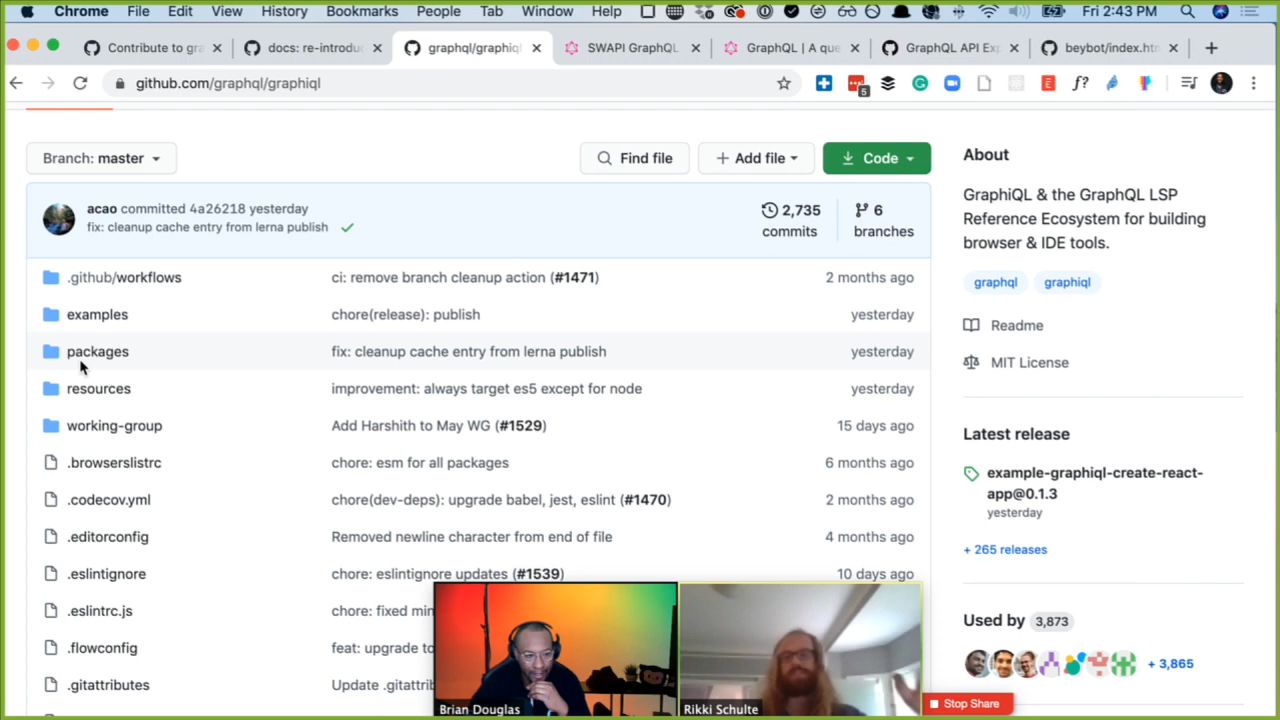 Chrome File Edit View History Bookmarks People Tab Window Help Fri 2:43 PM
Contribute to gra
docs: re-introdu
graphql/graphiql
SWAPI GraphQL
GraphQL | A que
GraphQL API Exp
beybot/index.htm
github.com/graphql/graphiql
5
f?
Branch: master
Find file
Add file
Code
acao committed 4a26218 yesterday
fix: cleanup cache entry from lerna publish
2,735
commits
6
branches
.github/workflows ci: remove branch cleanup action (#1471) 2 months ago
examples chore(release): publish yesterday
packages fix: cleanup cache entry from lerna publish yesterday
resources improvement: always target es5 except for node yesterday
working-group Add Harshith to May WG (#1529) 15 days ago
.browserslistrc chore: esm for all packages 6 months ago
.codecov.yml chore(dev-deps): upgrade babel, jest, eslint (#1470) 2 months ago
.editorconfig Removed newline character from end of file 4 months ago
.eslintignore chore: eslintignore updates (#1539) 10 days ago
.eslintrc.js chore: fixed min
.flowconfig feat: upgrade to
.gitattributes Update .gitattri
About
GraphiQL & the GraphQL LSP
Reference Ecosystem for building
browser & IDE tools.
graphql graphiql
Readme
MIT License
Latest release
example-graphiql-create-react-
app@0.1.3
yesterday
+ 265 releases
Used by 3,873
+ 3,865
Brian Douglas
Rikki Schulte
Stop Share